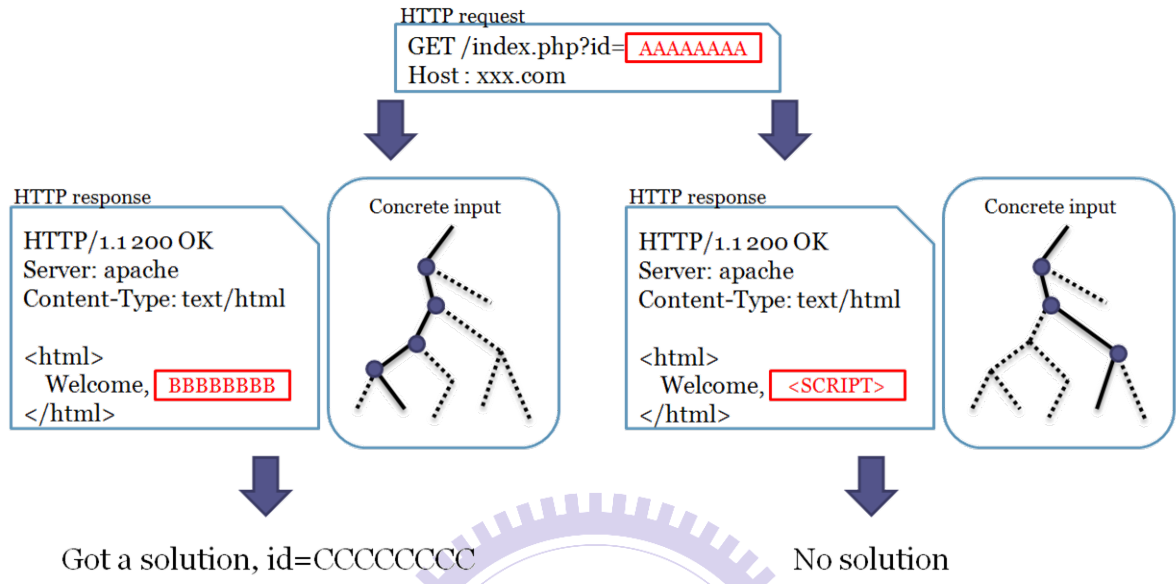 HTTP request
GET /index.php?id= AAAAAAAA
Host : xxx.com
HTTP response
HTTP/1.1 200 OK
Server: apache
Content-Type: text/html
<html>
Welcome, BBBBBBBB
</html>
Concrete input
HTTP response
HTTP/1.1 200 OK
Server: apache
Content-Type: text/html
<html>
Welcome, <SCRIPT>
</html>
Concrete input
Got a solution, id=CCCCCCCC
No solution